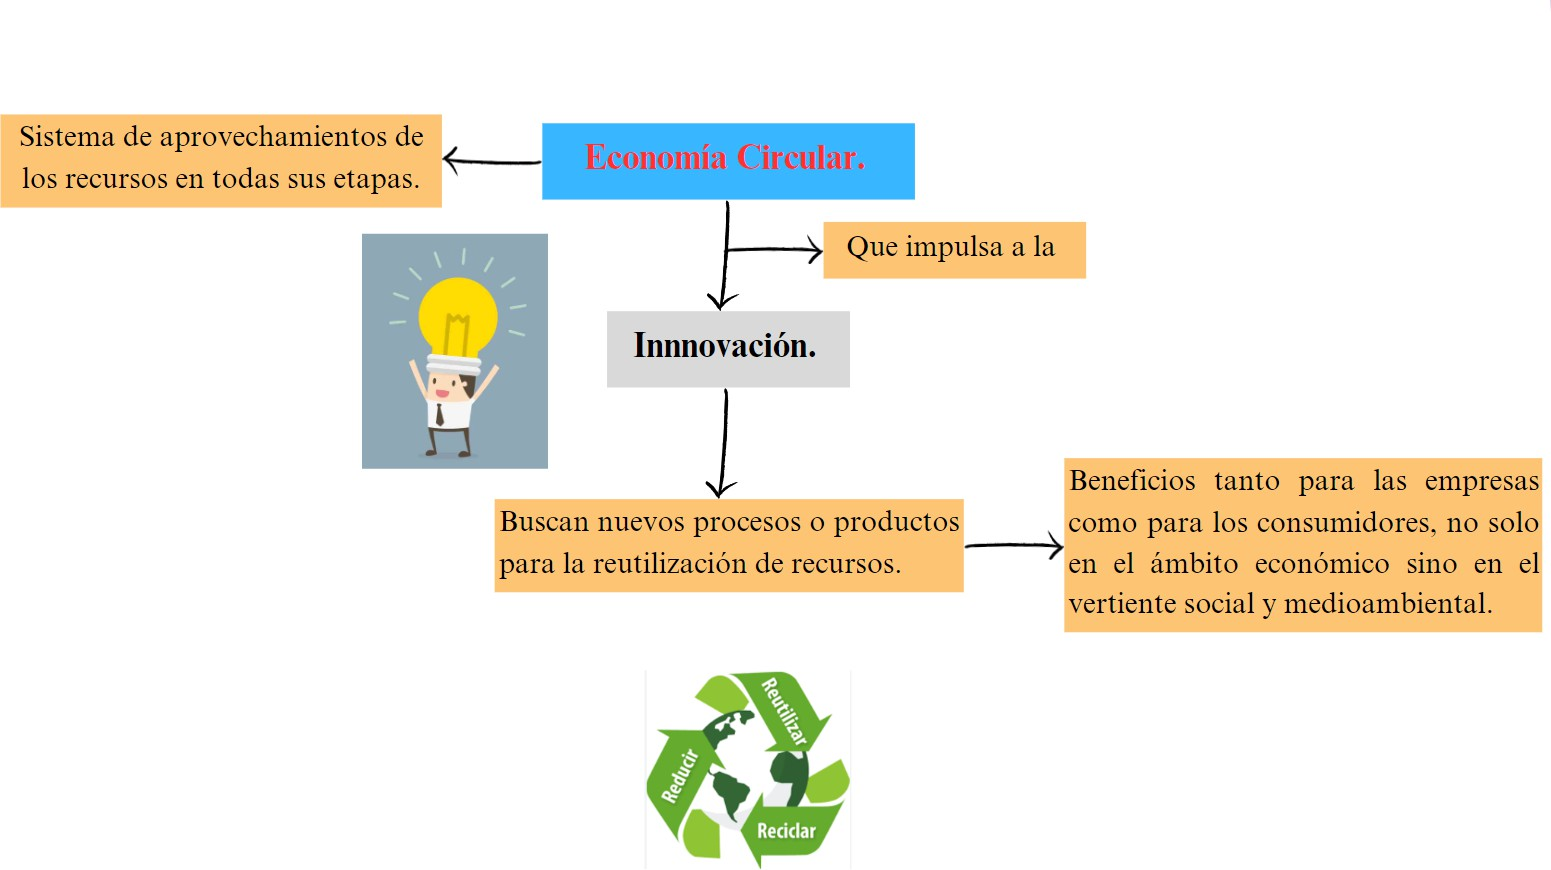 Sistema de aprovechamientos de
los recursos en todas sus etapas.
Economía Circular.
Que impulsa a la
Innnovación.
Buscan nuevos procesos o productos
para la reutilización de recursos.
Beneficios tanto para las empresas
como para los consumidores, no solo
en el ámbito económico sino en el
vertiente social y medioambiental.
Reutilizar
Reducir
Reciclar